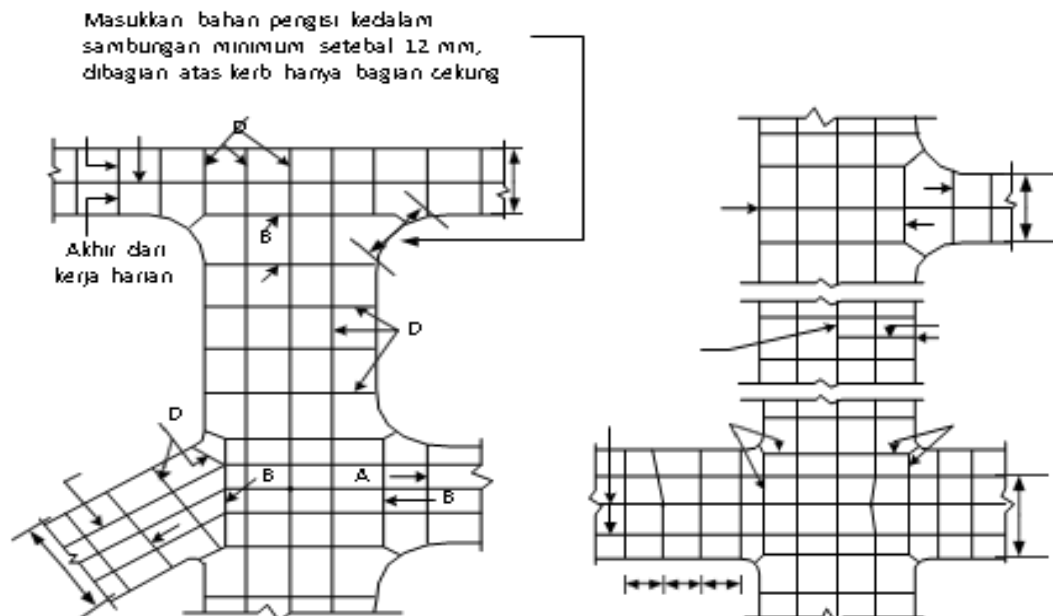 Masukkan bahan pengisi kedalam
sambungan minimum setebal 12 mm,
dibagian atas kerb hanya bagian cekung
D
B
Akhir dari
kerja harian
D
D
B
A
B